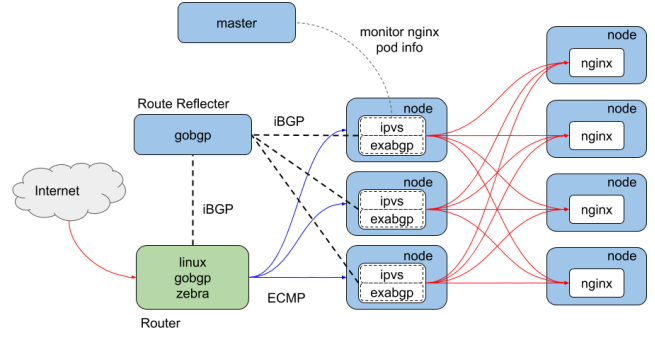 master
monitor nginx
pod info
node
nginx
Route Reflecter
gobgp
iBGP
node
ipvs
exabgp
node
nginx
Internet
iBGP
node
ipvs
exabgp
node
nginx
linux
gobgp
zebra
Router
ECMP
node
ipvs
exabgp
node
nginx